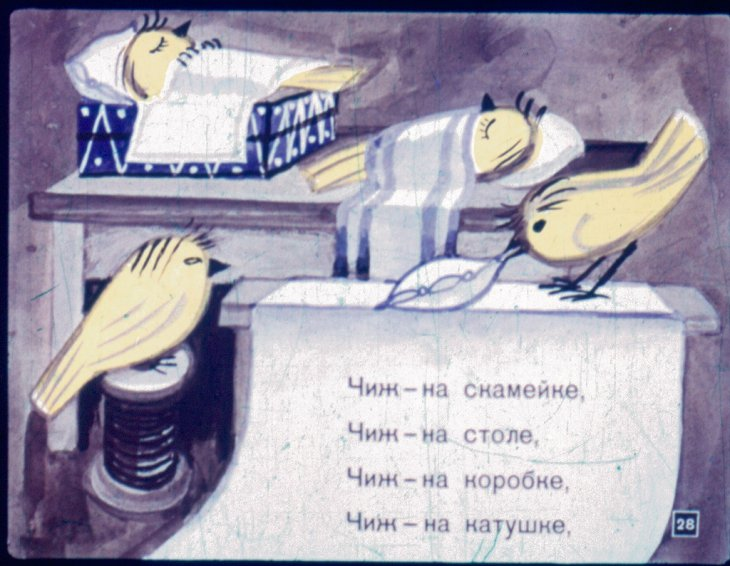 Чиж – на скамейке,
Чиж – на столе,
Чиж – на коробке,
Чиж – на катушке,
28